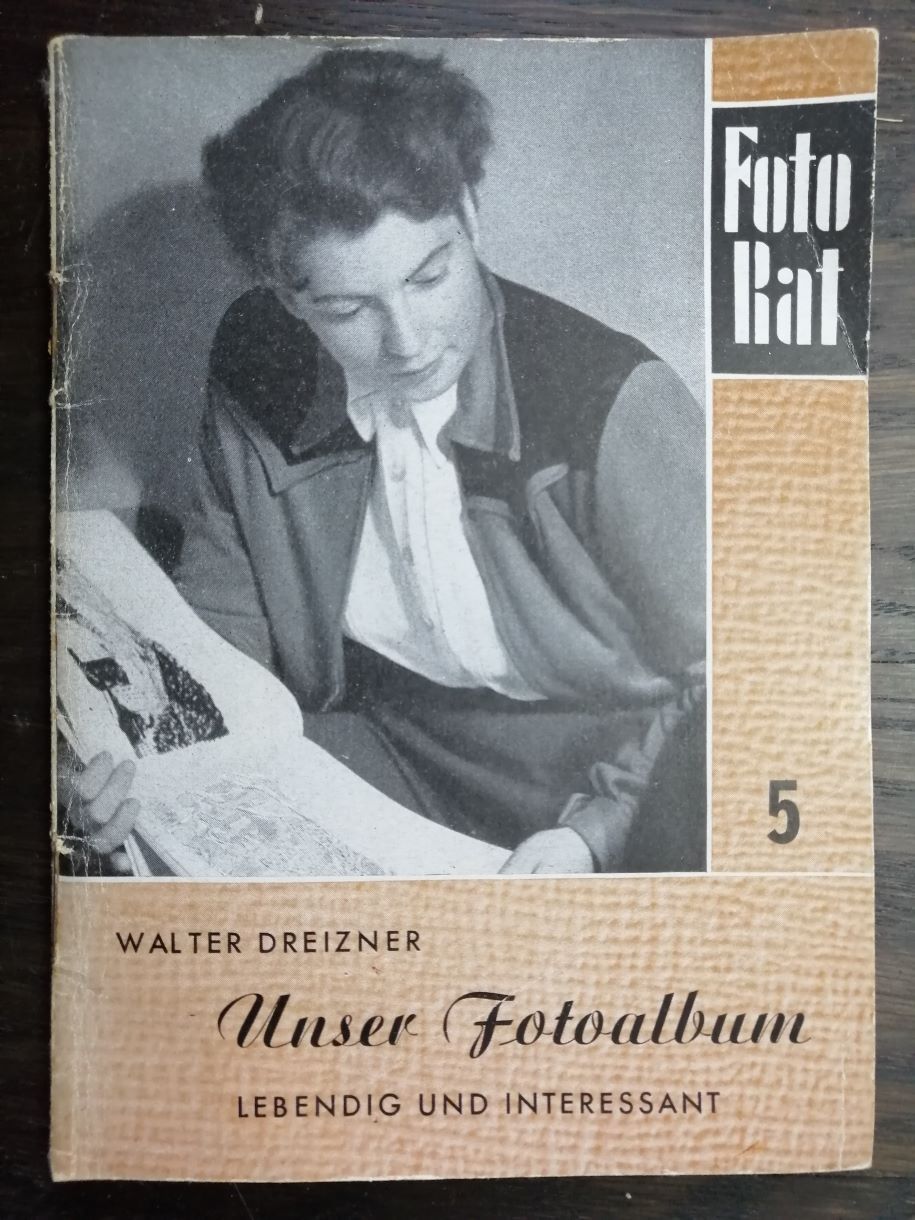 Foto
Rat
5
WALTER DREIZNER
Unser Fotoalbum
LEBENDIG UND INTERESSANT